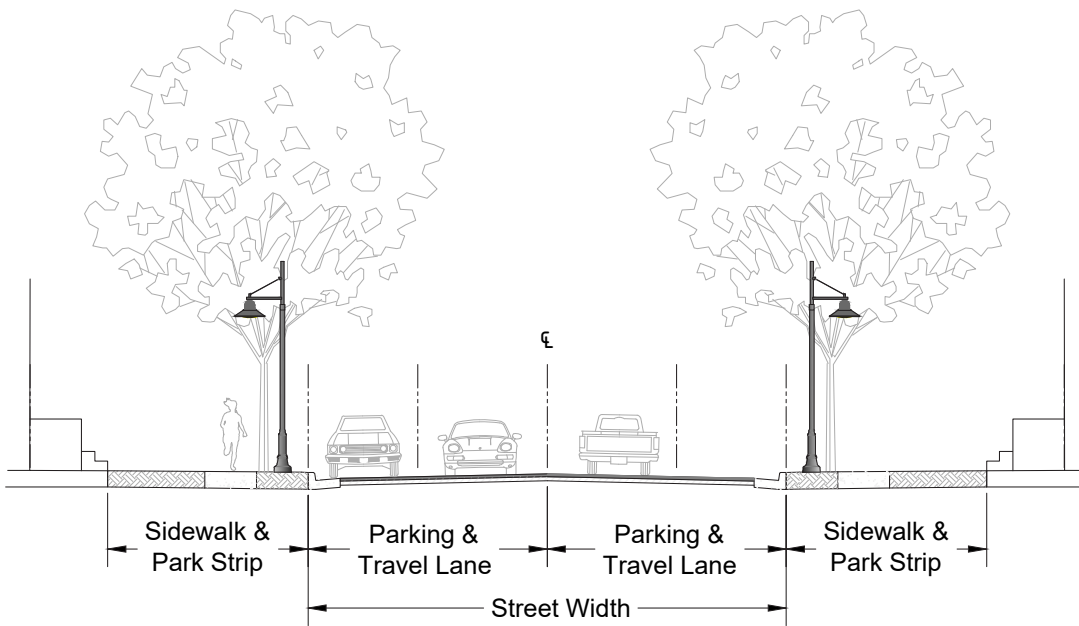 ℄
Sidewalk &
Park Strip
Parking &
Travel Lane
Parking &
Travel Lane
Sidewalk &
Park Strip
Street Width